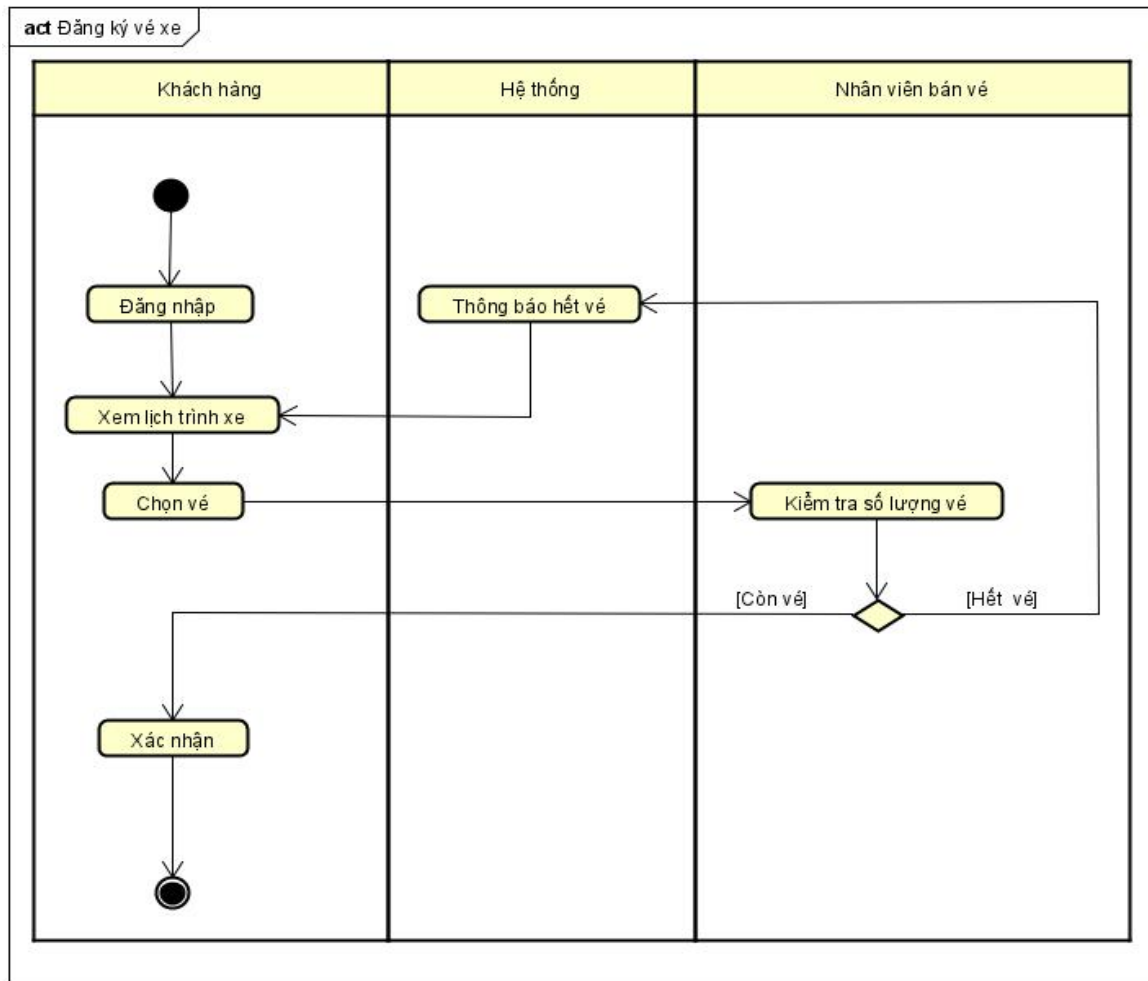 act Đăng ký vé xe
Khách hàng
Hệ thống
Nhân viên bán vé
Đăng nhập
Thông báo hết vé
Xem lịch trình xe
Chọn vé
Kiểm tra số lượng vé
[Còn vé]
[Hết vé]
Xác nhận